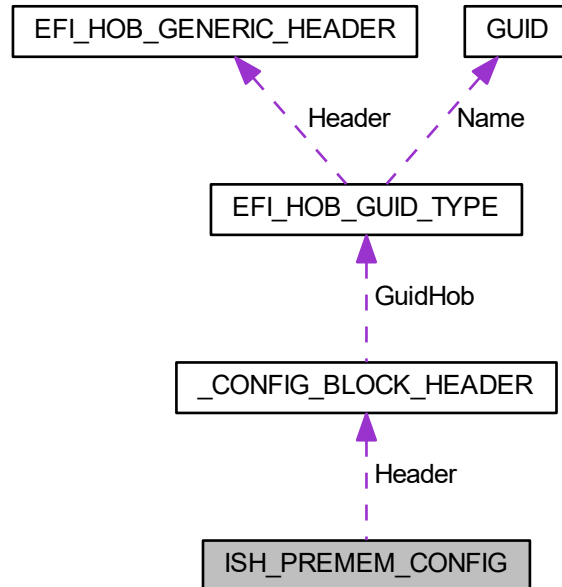 EFI_HOB_GENERIC_HEADER
GUID
Header
Name
EFI_HOB_GUID_TYPE
GuidHob
_CONFIG_BLOCK_HEADER
Header
ISH_PREMEM_CONFIG